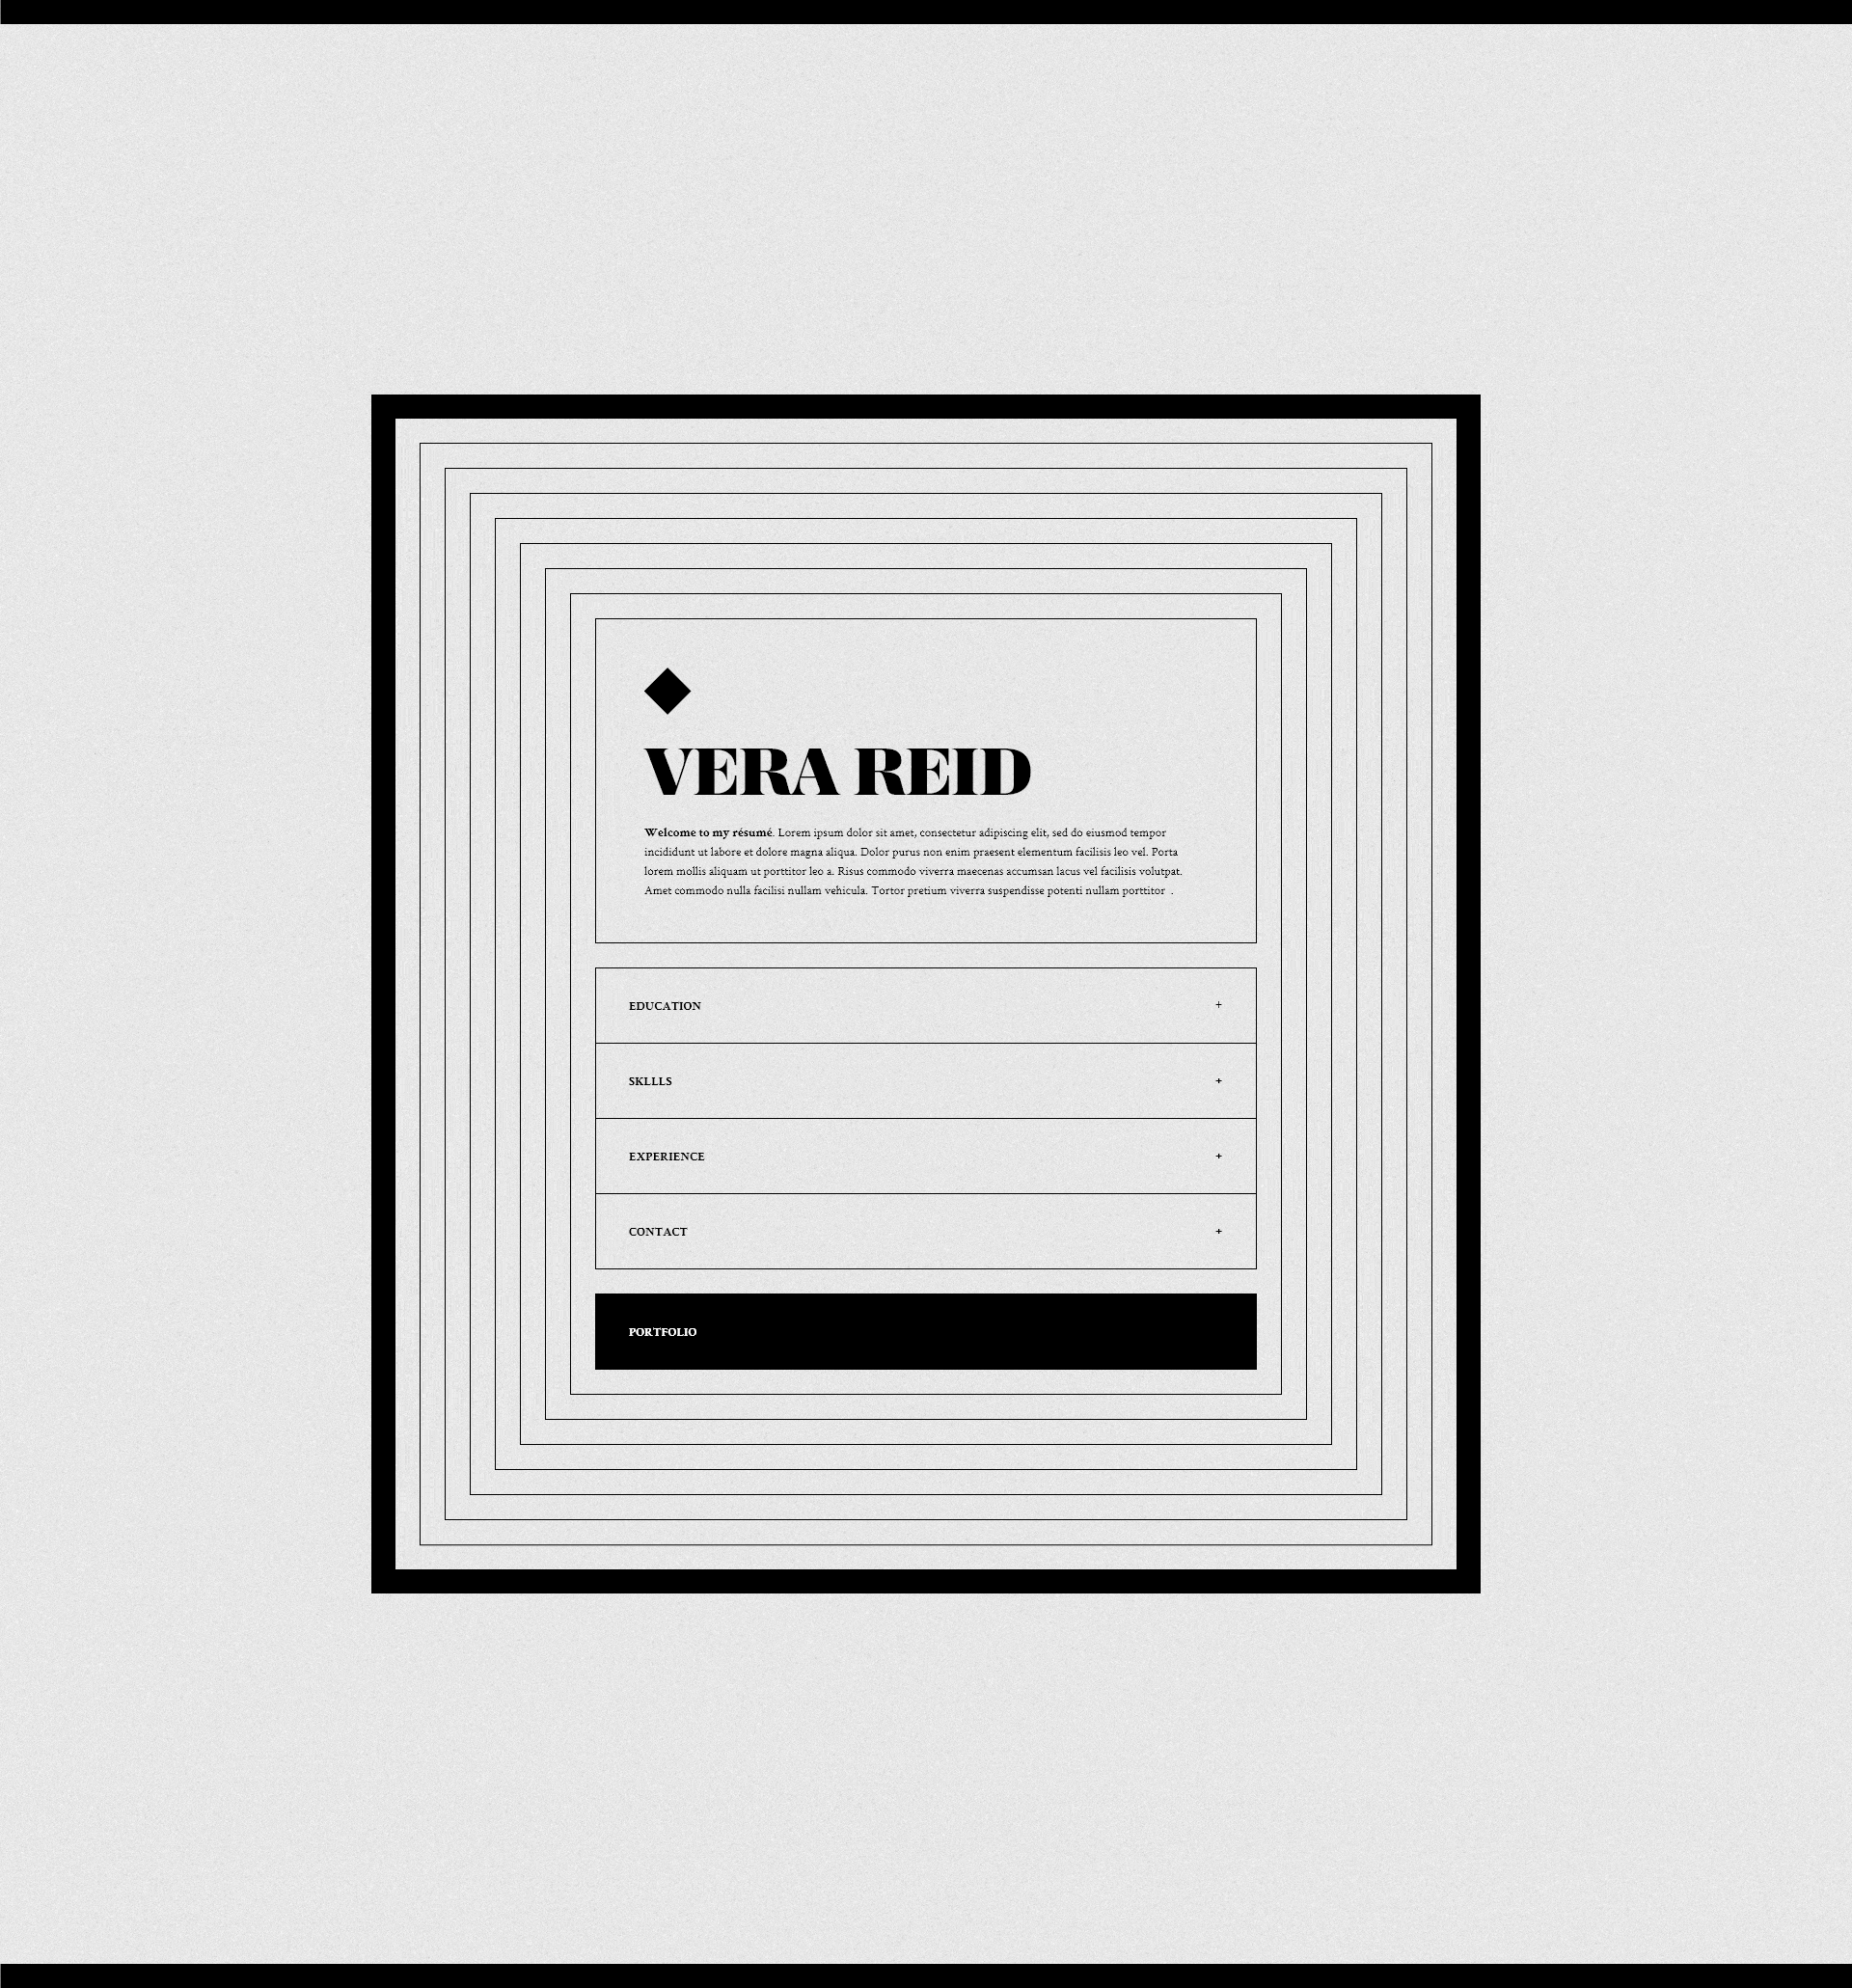 VERA REID
Welcome to my résumé. Lorem ipsum dolor sit amet, consectetur adipiscing elit, sed do eiusmod tempor
incididunt ut labore et dolore magna aliqua. Dolor purus non enim praesent elementum facilisis leo vel. Porta
lorem mollis aliquam ut porttitor leo a. Risus commodo viverra maecenas accumsan lacus vel facilisis volutpat.
Amet commodo nulla facilisi nullam vehicula. Tortor pretium viverra suspendisse potenti nullam porttitor .
EDUCATION +
SKLLLS +
EXPERIENCE +
CONTACT +
PORTFOLIO